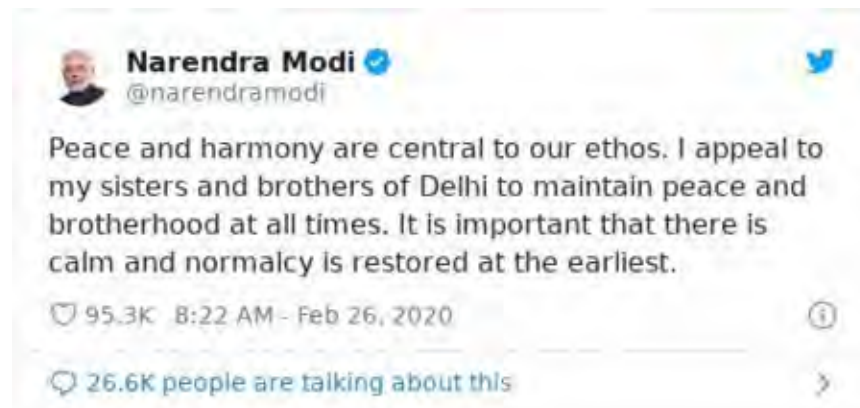 Narendra Modi
@narendramodi
Peace and harmony are central to our ethos. I appeal to
my sisters and brothers of Delhi to maintain peace and
brotherhood at all times. It is important that there is
calm and normalcy is restored at the earliest.
95.3K 8:22 AM - Feb 26, 2020
26.6K people are talking about this